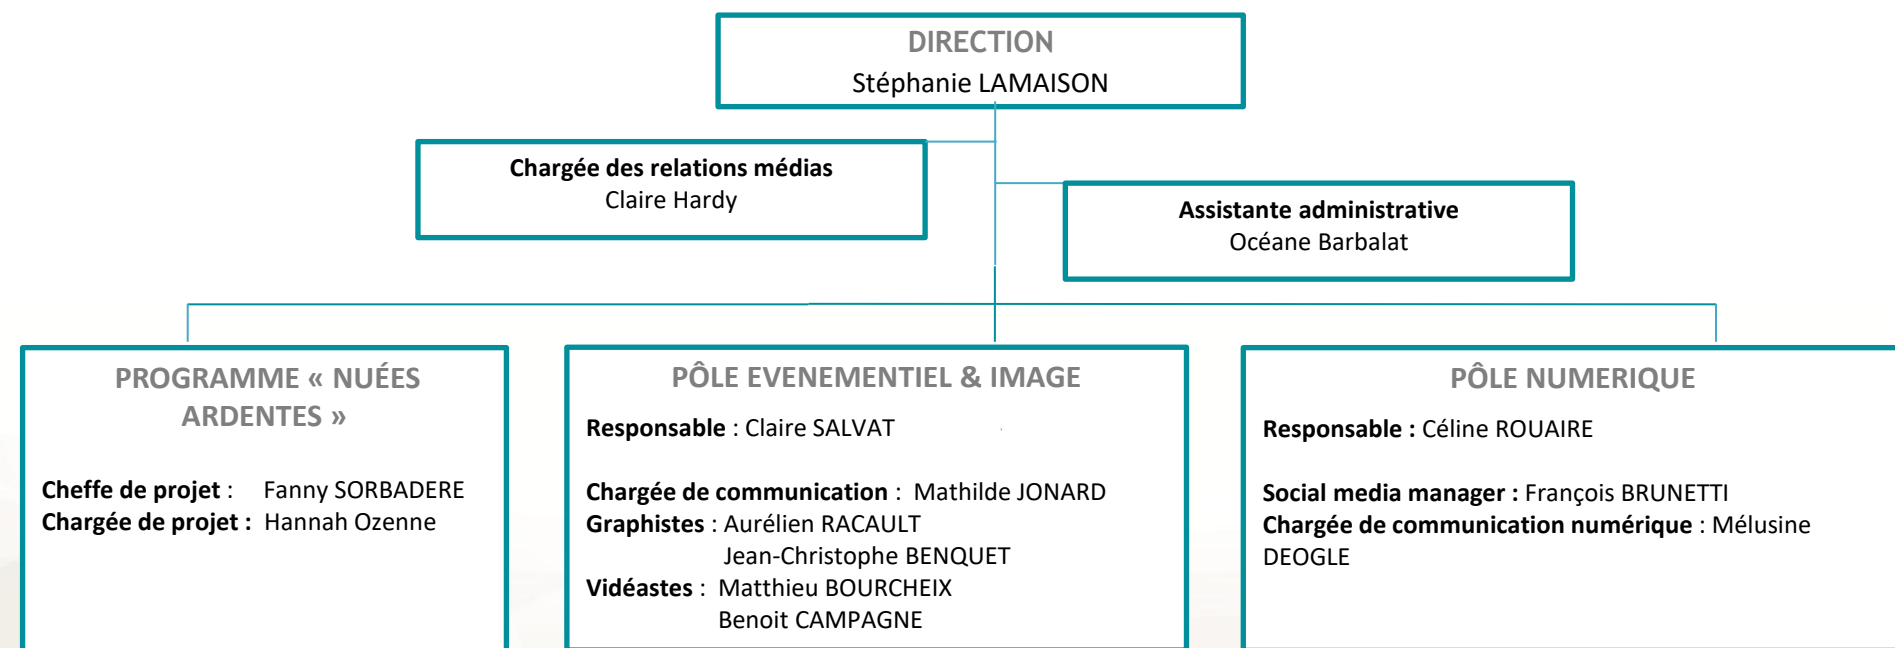 DIRECTION
Stéphanie LAMAISON
Chargée des relations médias
Claire Hardy
Assistante administrative
Océane Barbalat
PROGRAMME « NUÉES
ARDENTES »
Cheffe de projet : Fanny SORBADERE
Chargée de projet : Hannah Ozenne
PÔLE EVENEMENTIEL & IMAGE
Responsable : Claire SALVAT
Chargée de communication : Mathilde JONARD
Graphistes : Aurélien RACAULT
Jean-Christophe BENQUET
Vidéastes : Matthieu BOURCHEIX
Benoit CAMPAGNE
PÔLE NUMERIQUE
Responsable : Céline ROUAIRE
Social media manager : François BRUNETTI
Chargée de communication numérique : Mélusine
DEOGLE